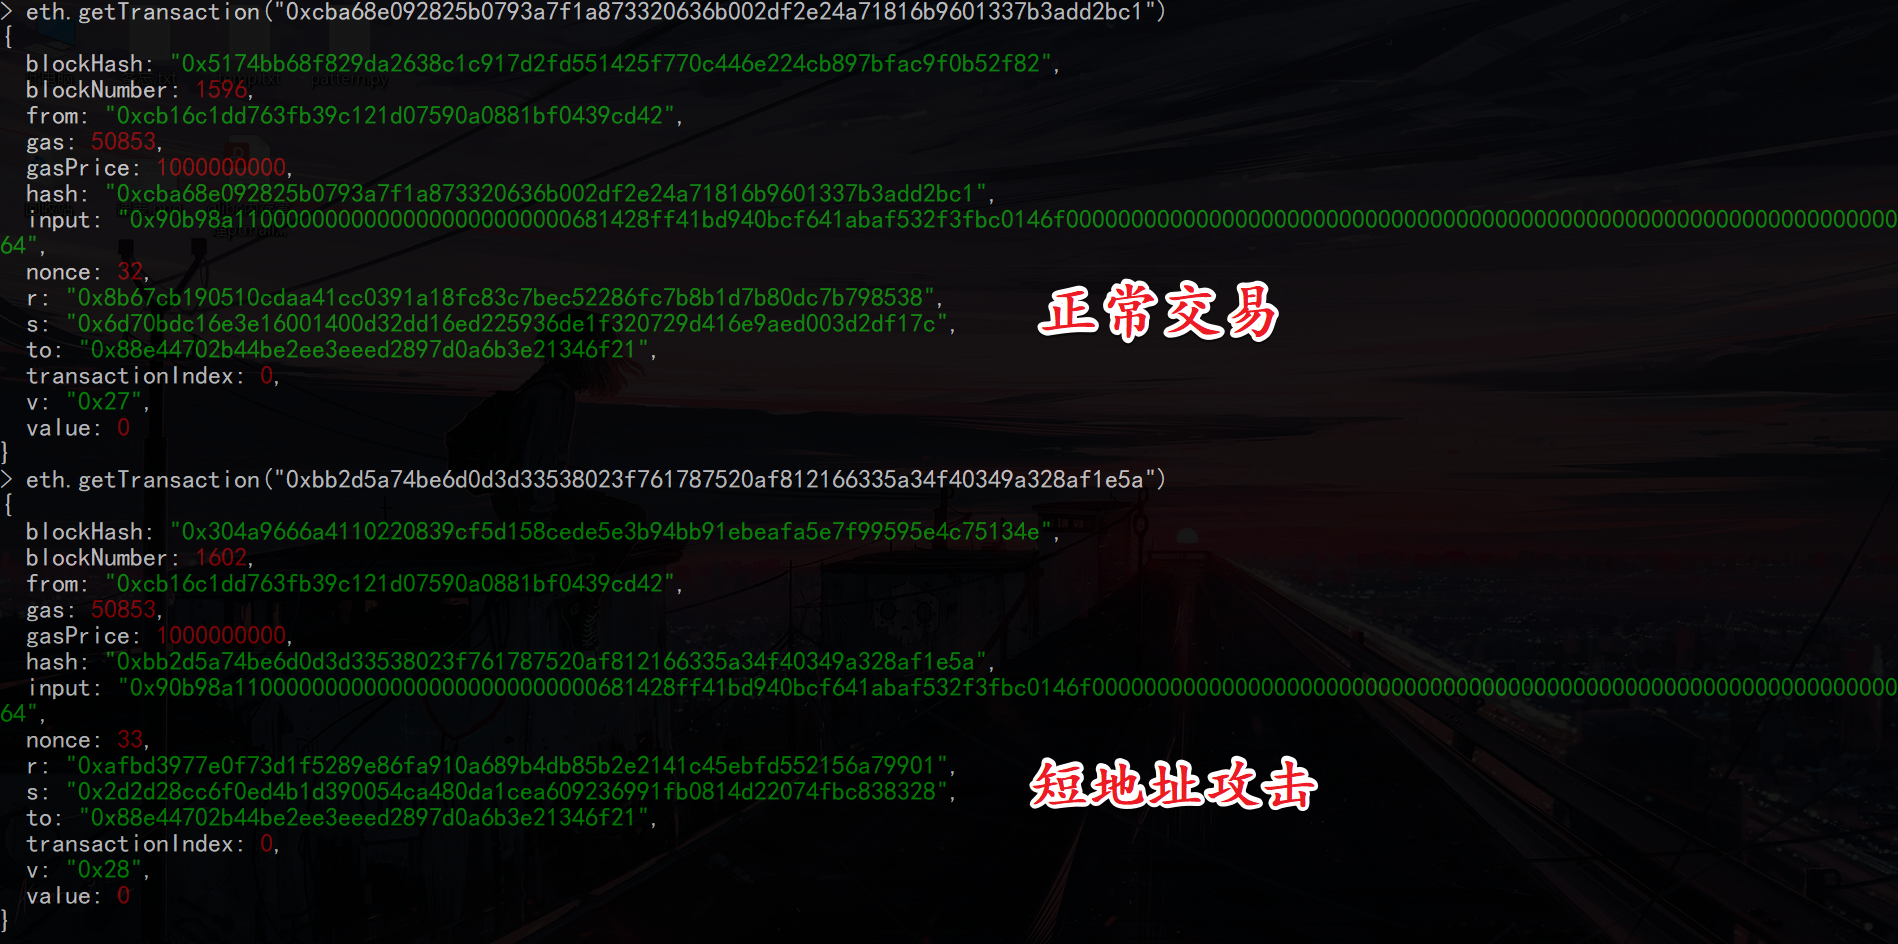 > eth.getTransaction("0xcba68e092825b0793a7f1a873320636b002df2e24a71816b9601337b3add2bc1")
{
blockHash: "0x5174bb68f829da2638c1c917d2fd551425f770c446e224cb897bfac9f0b52f82",
blockNumber: 1596,
from: "0xcb16c1dd763fb39c121d07590a0881bf0439cd42",
gas: 50853,
gasPrice: 1000000000,
hash: "0xcba68e092825b0793a7f1a873320636b002df2e24a71816b9601337b3add2bc1",
input: "0x90b98a11000000000000000000000000681428ff41bd940bcf641abaf532f3fbc0146f0000000000000000000000000000000000000000000000000000000000000000
64",
nonce: 32,
r: "0x8b67cb190510cdaa41cc0391a18fc83c7bec52286fc7b8b1d7b80dc7b798538",
s: "0x6d70bdc16e3e16001400d32dd16ed225936de1f320729d416e9aed003d2df17c",
to: "0x88e44702b44be2ee3eeed2897d0a6b3e21346f21",
transactionIndex: 0,
v: "0x27",
value: 0
}
正常交易
> eth.getTransaction("0xbb2d5a74be6d0d3d33538023f761787520af812166335a34f40349a328af1e5a")
{
blockHash: "0x304a9666a4110220839cf5d158cede5e3b94bb91ebeafa5e7f99595e4c75134e",
blockNumber: 1602,
from: "0xcb16c1dd763fb39c121d07590a0881bf0439cd42",
gas: 50853,
gasPrice: 1000000000,
hash: "0xbb2d5a74be6d0d3d33538023f761787520af812166335a34f40349a328af1e5a",
input: "0x90b98a11000000000000000000000000681428ff41bd940bcf641abaf532f3fbc0146f0000000000000000000000000000000000000000000000000000000000000000
64",
nonce: 33,
r: "0xafbd3977e0f73d1f5289e86fa910a689b4db85b2e2141c45ebfd552156a79901",
s: "0x2d2d28cc6f0ed4b1d390054ca480da1cea609236991fb0814d22074fbc838328",
to: "0x88e44702b44be2ee3eeed2897d0a6b3e21346f21",
transactionIndex: 0,
v: "0x28",
value: 0
}
短地址攻击